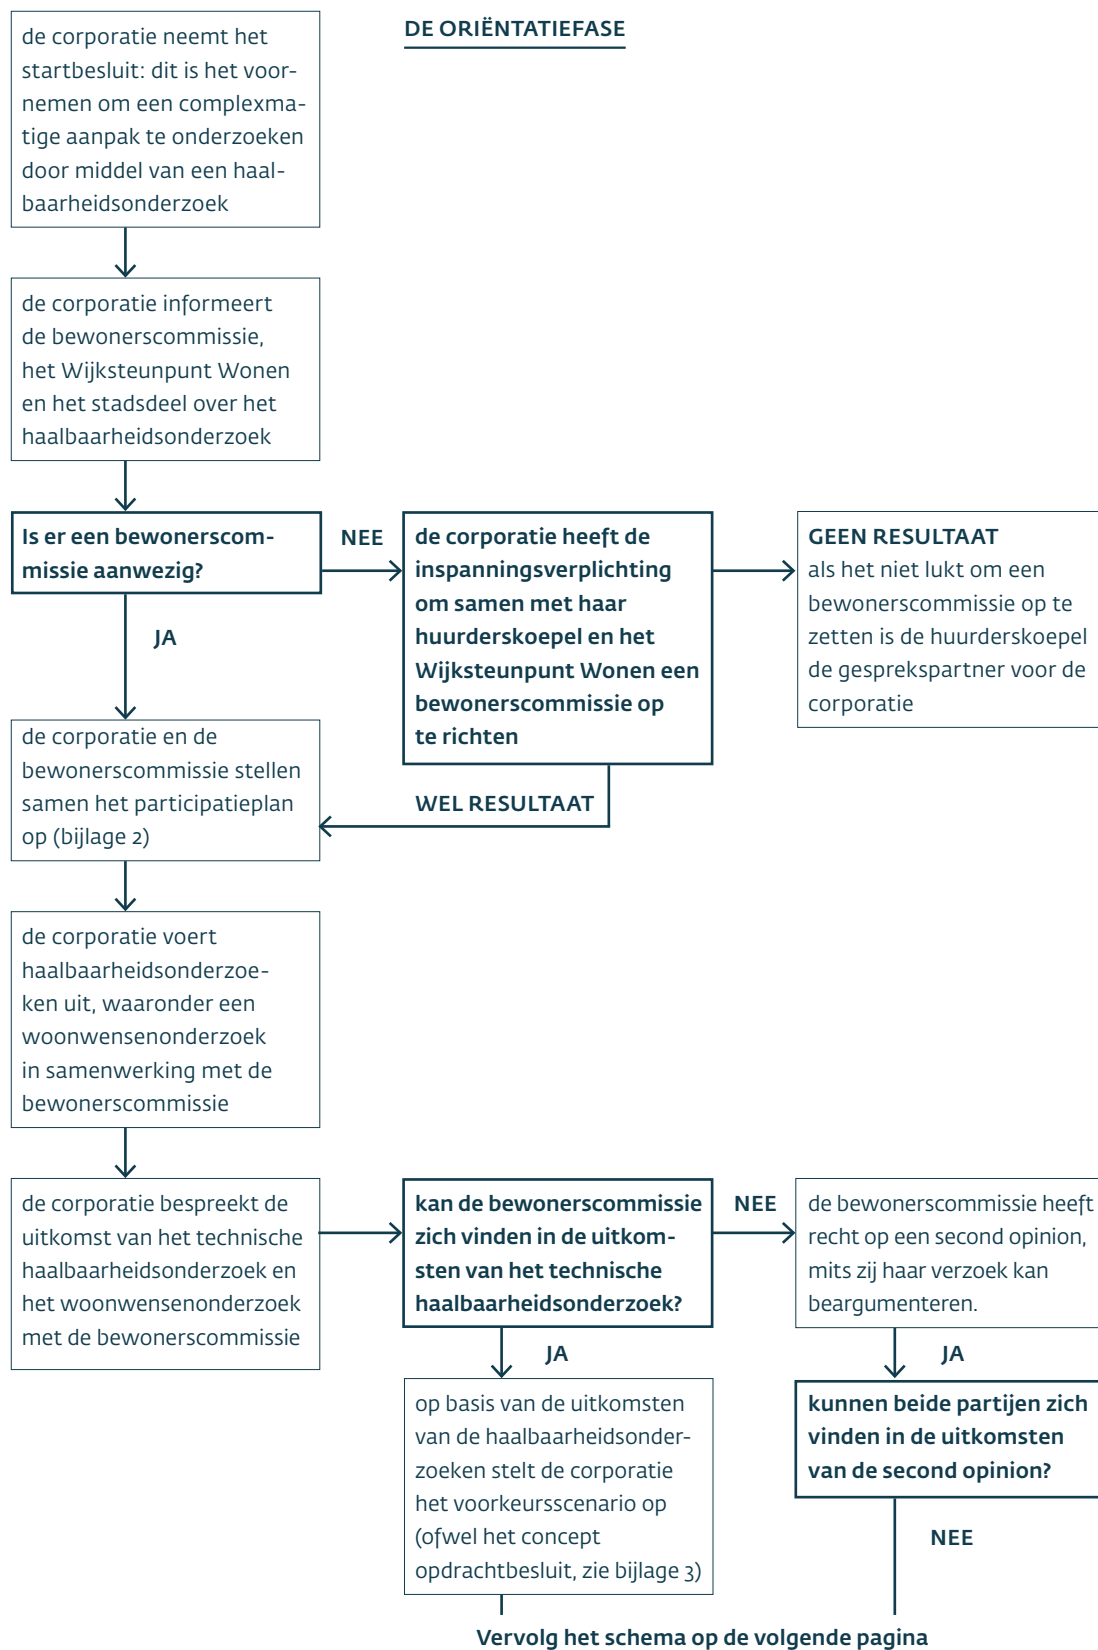 DE ORIËNTATIEFASE
de corporatie neemt het
startbesluit: dit is het voor-
nemen om een complexma-
tige aanpak te onderzoeken
door middel van een haal-
baarheidsonderzoek
de corporatie informeert
de bewonerscommissie,
het Wijksteunpunt Wonen
en het stadsdeel over het
haalbaarheidsonderzoek
Is er een bewonerscom-
missie aanwezig?
NEE
de corporatie heeft de
inspanningsverplichting
om samen met haar
huurderskoepel en het
Wijksteunpunt Wonen een
bewonerscommissie op
te richten
GEEN RESULTAAT
als het niet lukt om een
bewonerscommissie op te
zetten is de huurderskoepel
de gesprekspartner voor de
corporatie
JA
WEL RESULTAAT
de corporatie en de
bewonerscommissie stellen
samen het participatieplan
op (bijlage 2)
de corporatie voert
haalbaarheidsonderzoe-
ken uit, waaronder een
woonwensenonderzoek
in samenwerking met de
bewonerscommissie
de corporatie bespreekt de
uitkomst van het technische
haalbaarheidsonderzoek en
het woonwensenonderzoek
met de bewonerscommissie
kan de bewonerscommissie
zich vinden in de uitkom-
sten van het technische
haalbaarheidsonderzoek?
NEE
de bewonerscommissie heeft
recht op een second opinion,
mits zij haar verzoek kan
beargumenteren.
JA
JA
op basis van de uitkomsten
van de haalbaarheidsonder-
zoeken stelt de corporatie
het voorkeursscenario op
(ofwel het concept
opdrachtbesluit, zie bijlage 3)
kunnen beide partijen zich
vinden in de uitkomsten
van de second opinion?
NEE
Vervolg het schema op de volgende pagina